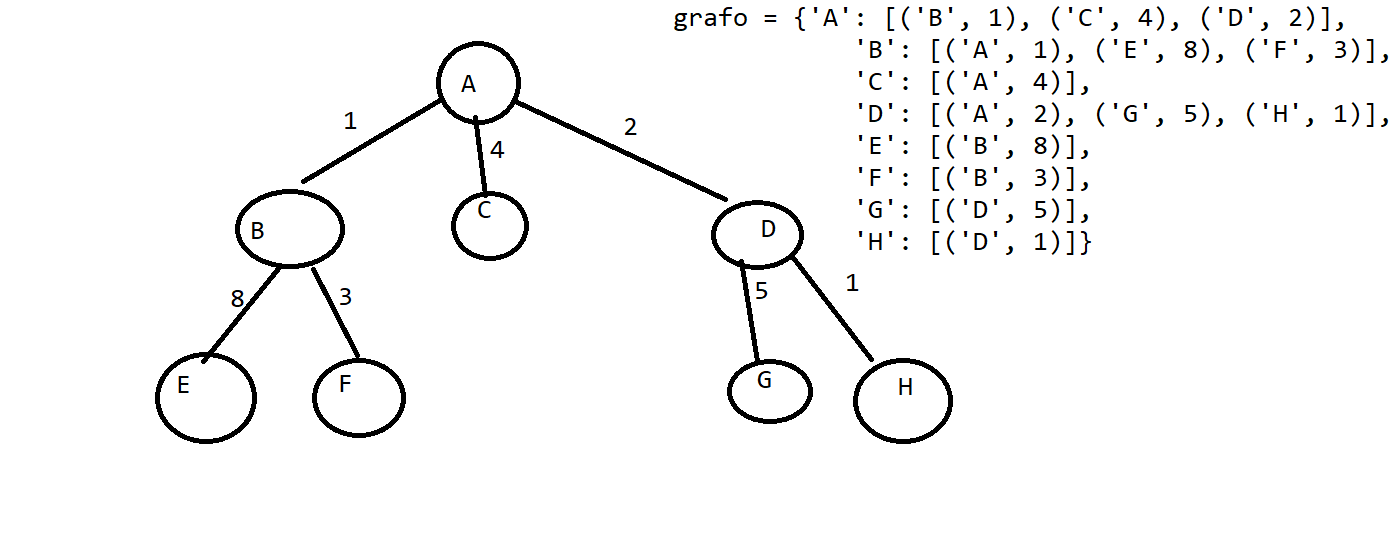 grafo = {'A': [('B', 1), ('C', 4), ('D', 2)],
'B': [('A', 1), ('E', 8), ('F', 3)],
'C': [('A', 4)],
'D': [('A', 2), ('G', 5), ('H', 1)],
'E': [('B', 8)],
'F': [('B', 3)],
'G': [('D', 5)],
'H': [('D', 1)]}
A
1
4
2
B
C
D
8
3
5
1
E
F
G
H